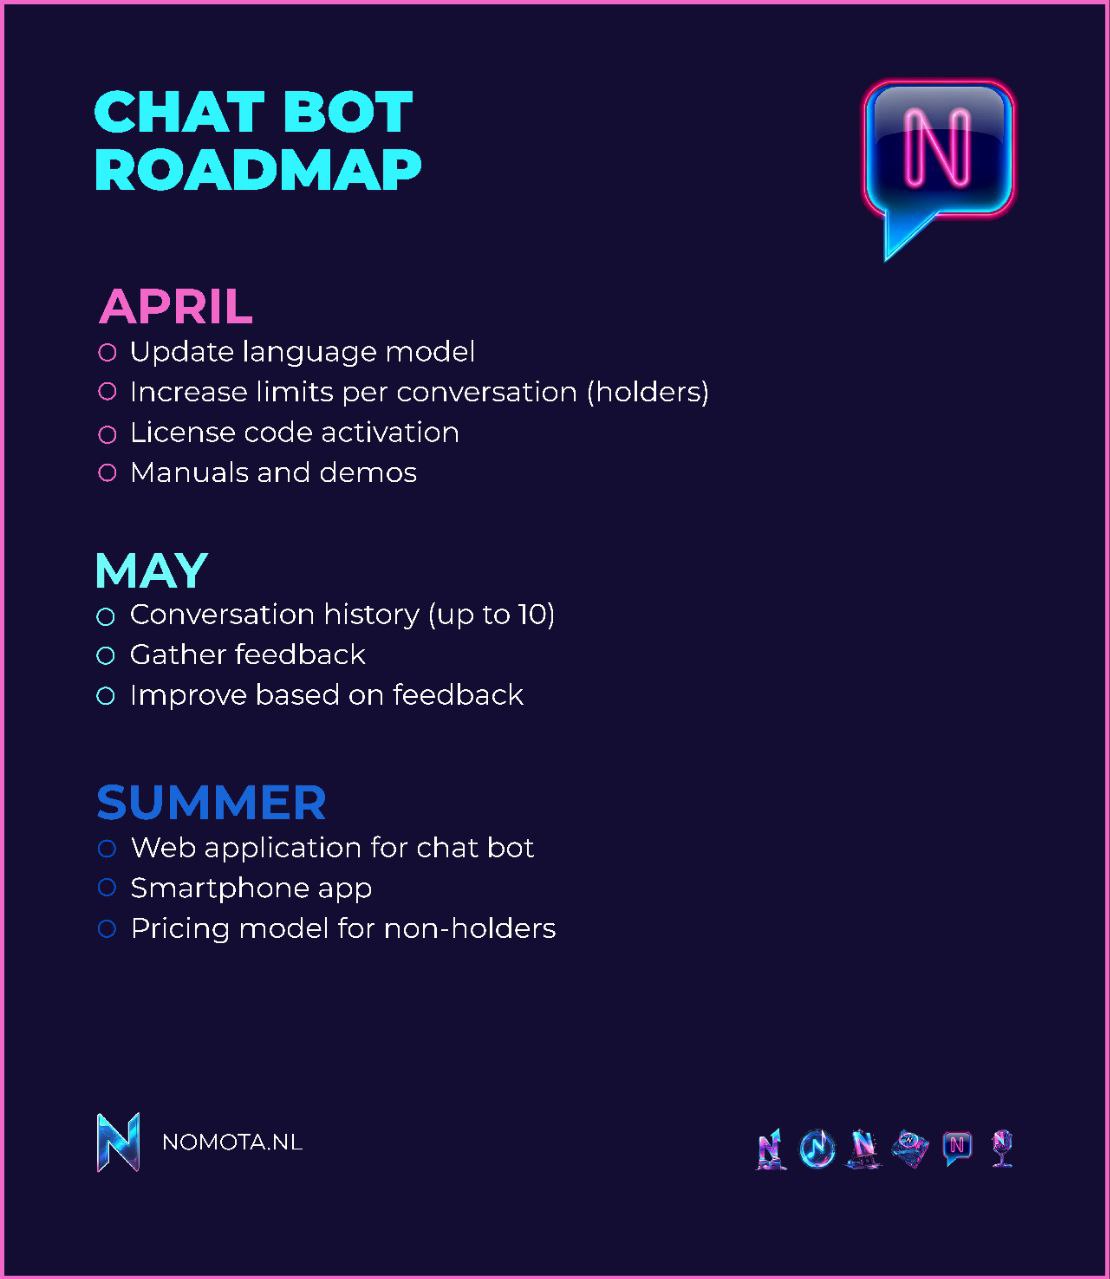 CHAT BOT
ROADMAP
N
APRIL
Update language model
Increase limits per conversation (holders)
License code activation
Manuals and demos
MAY
Conversation history (up to 10)
Gather feedback
Improve based on feedback
SUMMER
Web application for chat bot
Smartphone app
Pricing model for non-holders
N NOMOTA.NL
N N N N N N